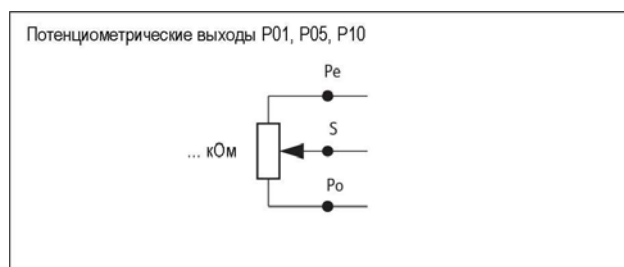 Потенциометрические выходы P01, P05, P10
Pe
S
... кОм
Po